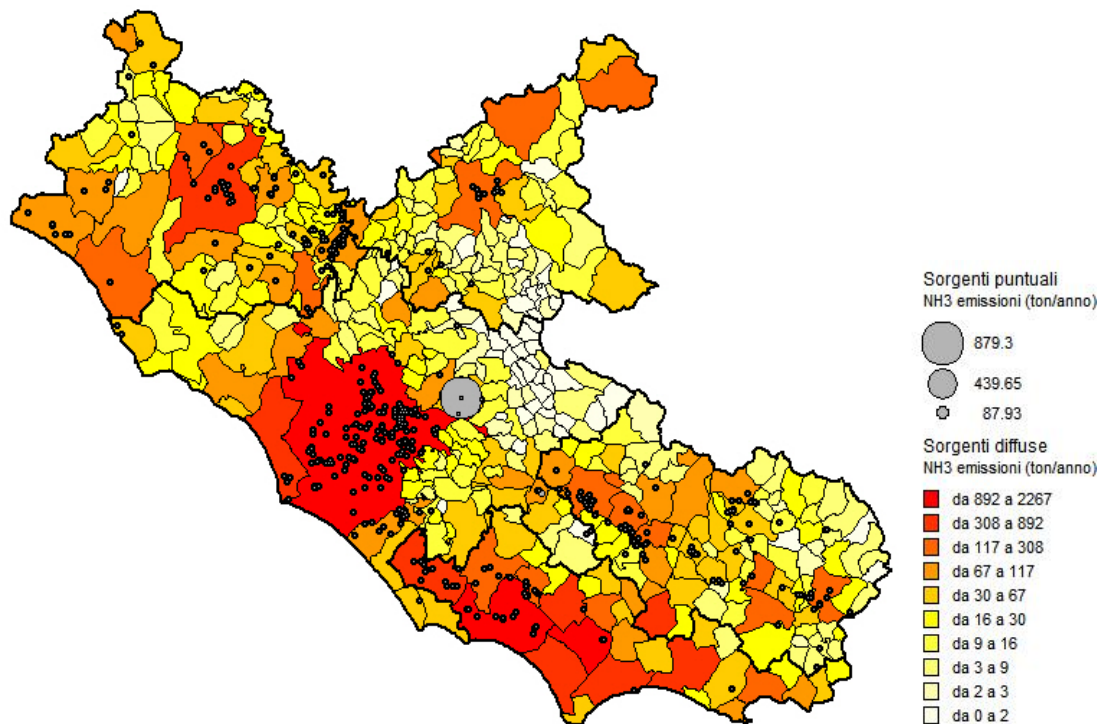 Sorgenti puntuali
NH3 emissioni (ton/anno)
879.3
439.65
87.93
Sorgenti diffuse
NH3 emissioni (ton/anno)
da 892 a 2267
da 308 a 892
da 117 a 308
da 67 a 117
da 30 a 67
da 16 a 30
da 9 a 16
da 3 a 9
da 2 a 3
da 0 a 2